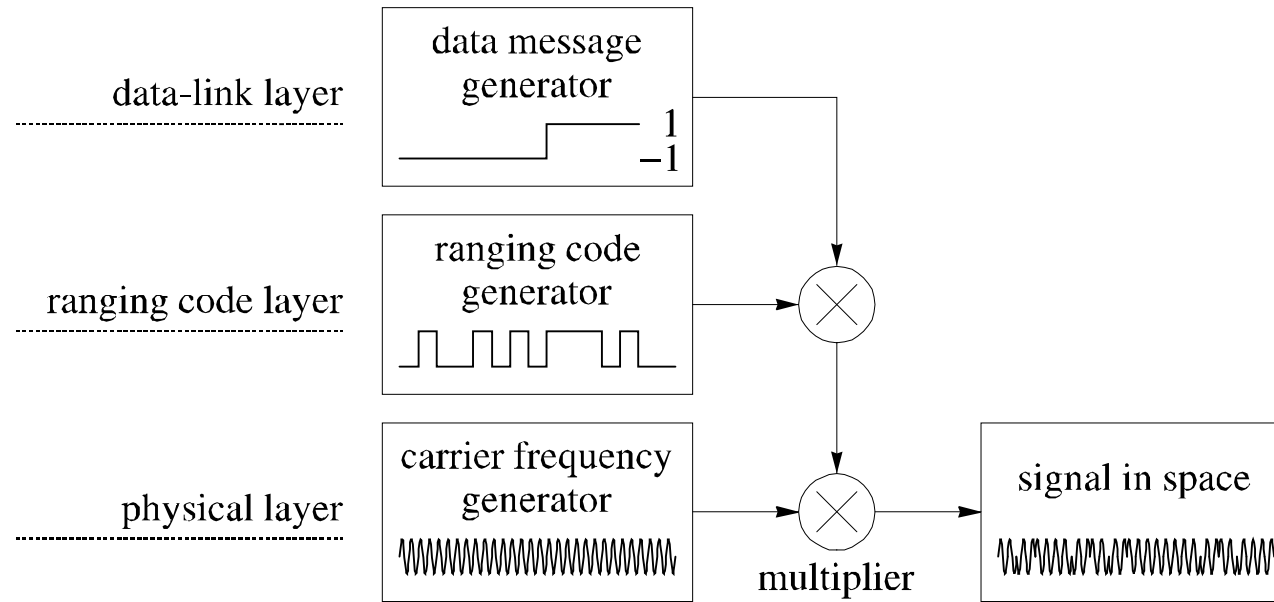 data message
generator
data-link layer
1
−1
ranging code
generator
ranging code layer
carrier frequency
generator
physical layer
multiplier
signal in space